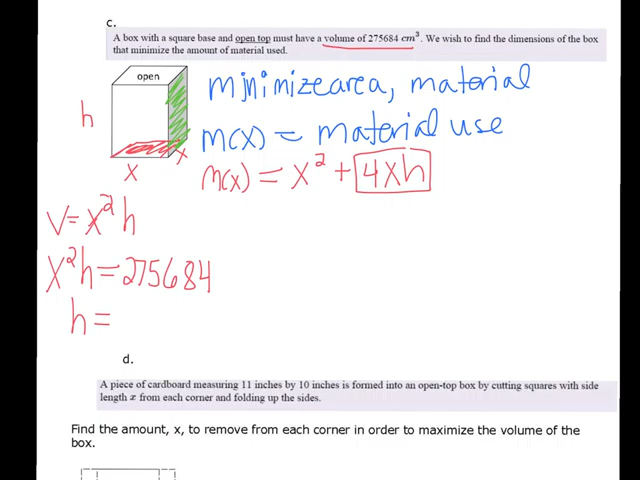 c.
A box with a square base and open top must have a volume of 275684 cm³. We wish to find the dimensions of the box
that minimize the amount of material used.
open
minimize area, material
h
m(x) = material use
x
x
m(x) = x² + 4xh
V = x²h
x²h = 275684
h =
d.
A piece of cardboard measuring 11 inches by 10 inches is formed into an open-top box by cutting squares with side
length x from each corner and folding up the sides.
Find the amount, x, to remove from each corner in order to maximize the volume of the
box.